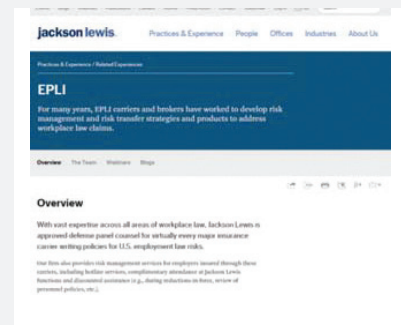 jackson lewis.
Practices & Experience People Offices Industries About Us
Practices & Experience / Related Experiences
EPLI
For many years, EPLI carriers and brokers have worked to develop risk
management and risk transfer strategies and products to address
workplace law claims.
Overview The Team Webinars Blogs
Overview
With vast expertise across all areas of workplace law, Jackson Lewis is
approved defense panel counsel for virtually every major insurance
carrier writing policies for U.S. employment law risks.
Our firm also provides risk management services for employers insured through these
carriers, including hotline services, complimentary attendance at Jackson Lewis
functions and discounted assistance (e.g., during reductions-in-force, review of
personnel policies, etc.).